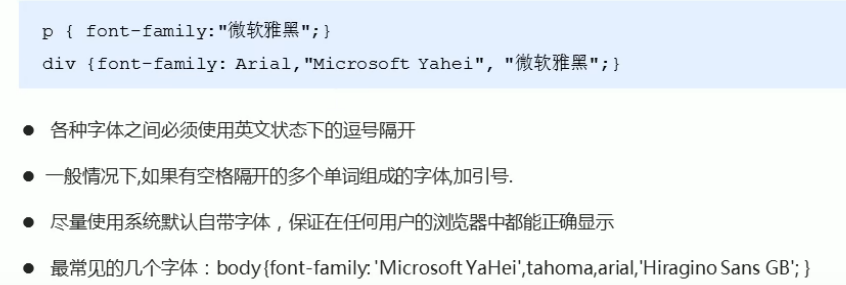 p { font-family:"微软雅黑";}
div {font-family: Arial,"Microsoft Yahei", "微软雅黑";}
● 各种字体之间必须使用英文状态下的逗号隔开
● 一般情况下,如果有空格隔开的多个单词组成的字体,加引号.
● 尽量使用系统默认自带字体，保证在任何用户的浏览器中都能正确显示
● 最常见的几个字体：body{font-family: 'Microsoft YaHei',tahoma,arial,'Hiragino Sans GB'; }